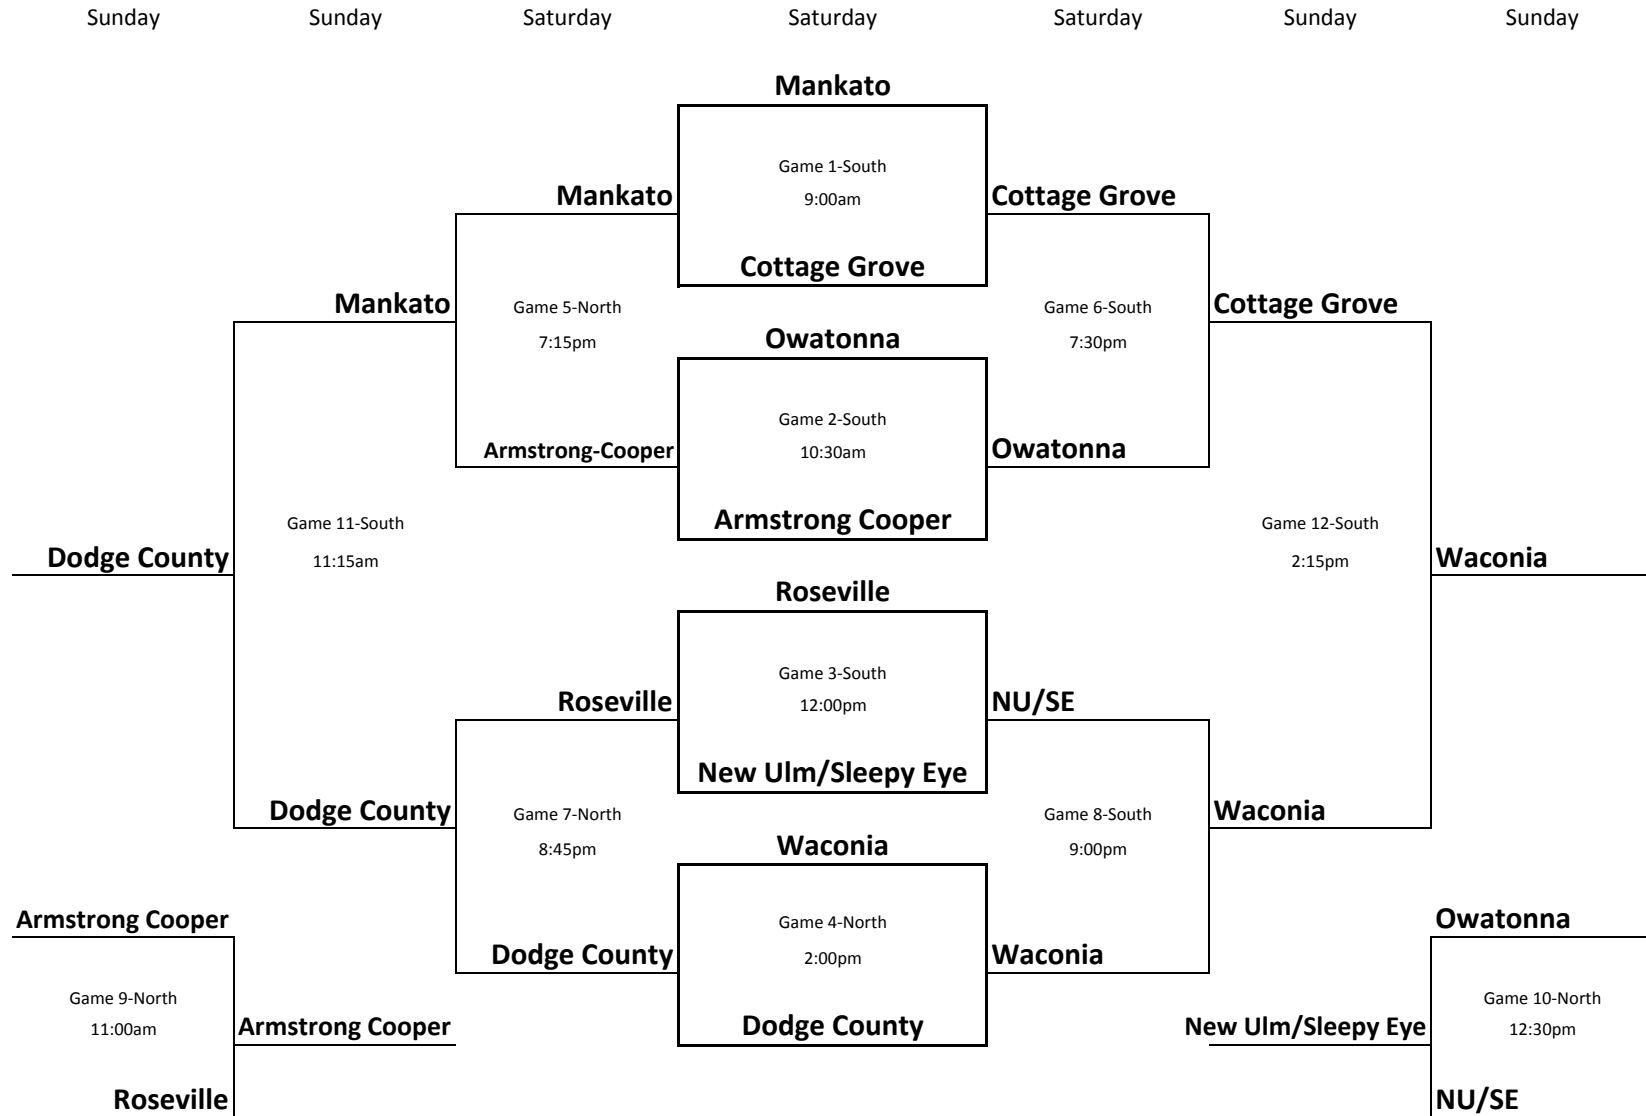 Sunday Sunday Saturday Saturday Saturday Sunday Sunday
Mankato
Game 1-South
Mankato 9:00am Cottage Grove
Cottage Grove
Mankato Game 5-North Game 6-South Cottage Grove
7:15pm Owatonna 7:30pm
Game 2-South
Armstrong-Cooper 10:30am Owatonna
Game 11-South Armstrong Cooper Game 12-South
Dodge County 11:15am 2:15pm Waconia
Roseville
Game 3-South
Roseville 12:00pm NU/SE
New Ulm/Sleepy Eye
Dodge County Game 7-North Game 8-South Waconia
8:45pm Waconia 9:00pm
Armstrong Cooper Game 4-North Owatonna
Dodge County 2:00pm Waconia
Game 9-North Game 10-North
11:00am Armstrong Cooper Dodge County New Ulm/Sleepy Eye 12:30pm
Roseville NU/SE